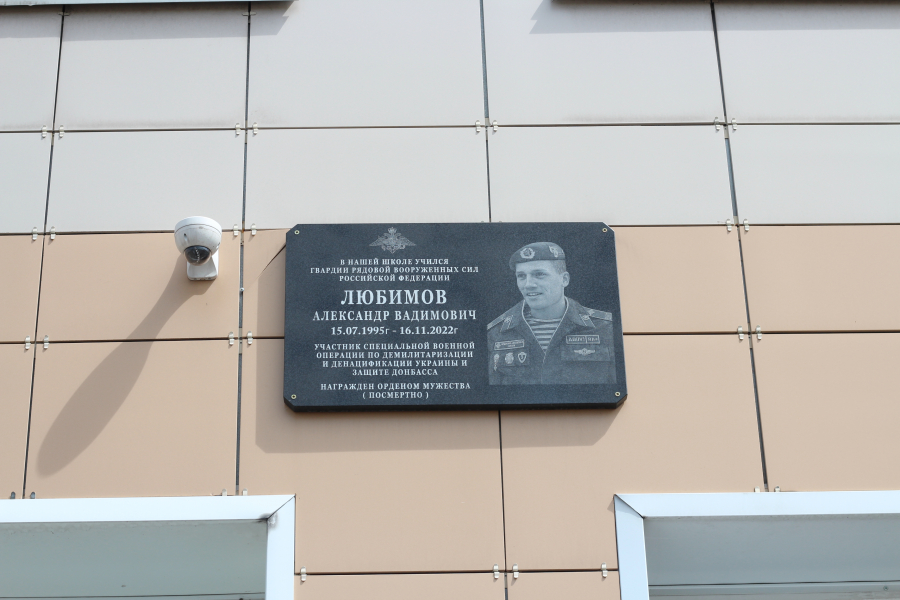 В НАШЕЙ ШКОЛЕ УЧИЛСЯ
ГВАРДИИ РЯДОВОЙ ВООРУЖЕННЫХ СИЛ
РОССИЙСКОЙ ФЕДЕРАЦИИ
ЛЮБИМОВ
АЛЕКСАНДР ВАДИМОВИЧ
15.07.1995г - 16.11.2022г
УЧАСТНИК СПЕЦИАЛЬНОЙ ВОЕННОЙ
ОПЕРАЦИИ ПО ДЕМИЛИТАРИЗАЦИИ
И ДЕНАЦИФИКАЦИИ УКРАИНЫ И
ЗАЩИТЕ ДОНБАССА
НАГРАЖДЕН ОРДЕНОМ МУЖЕСТВА
( ПОСМЕРТНО )